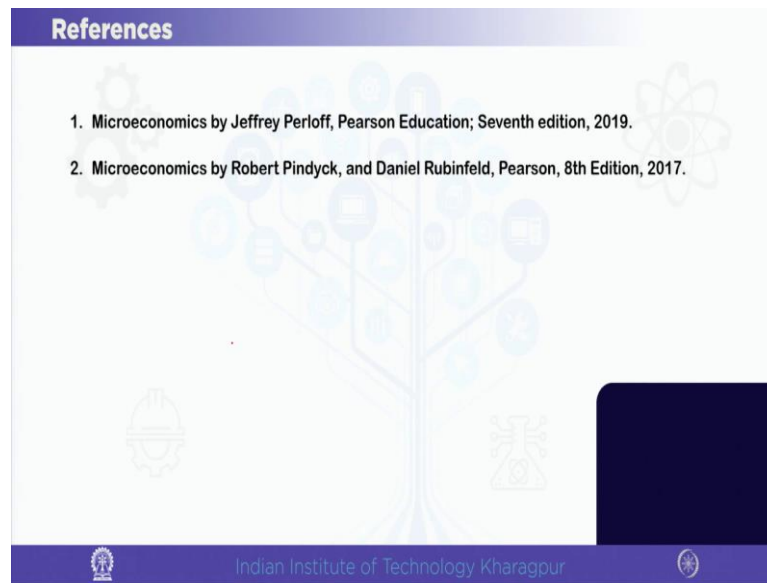 References
1. Microeconomics by Jeffrey Perloff, Pearson Education; Seventh edition, 2019.
2. Microeconomics by Robert Pindyck, and Daniel Rubinfeld, Pearson, 8th Edition, 2017.
Indian Institute of Technology Kharagpur